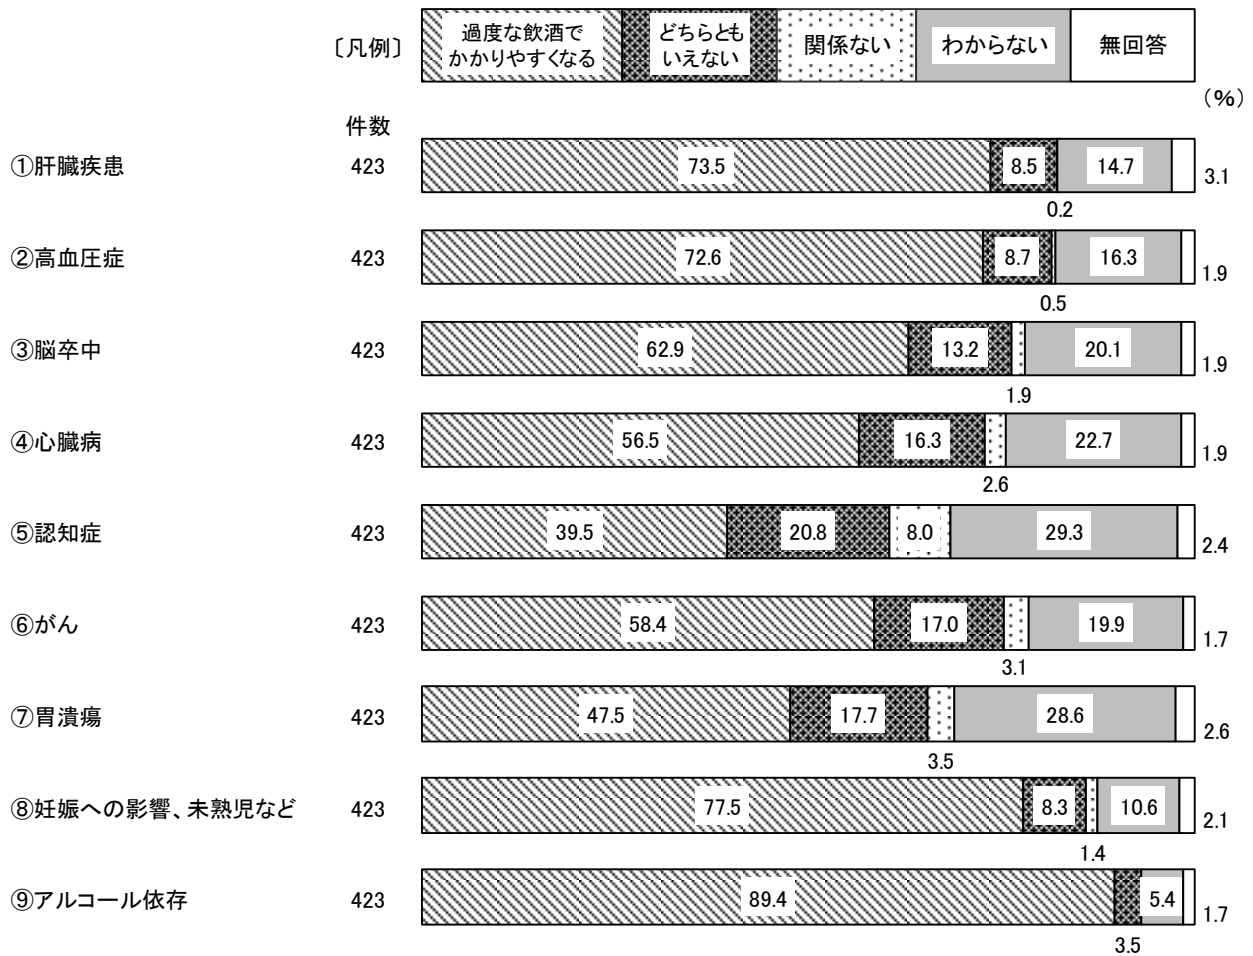 〔凡例〕
過度な飲酒で
かかりやすくなる
どちらとも
いえない
関係ない
わからない
無回答
(%)
件数
①肝臓疾患 423 73.5 8.5 14.7 3.1
0.2
②高血圧症 423 72.6 8.7 16.3 1.9
0.5
③脳卒中 423 62.9 13.2 20.1 1.9
1.9
④心臓病 423 56.5 16.3 22.7 1.9
2.6
⑤認知症 423 39.5 20.8 8.0 29.3 2.4
⑥がん 423 58.4 17.0 19.9 1.7
3.1
⑦胃潰瘍 423 47.5 17.7 28.6 2.6
3.5
⑧妊娠への影響、未熟児など 423 77.5 8.3 10.6 2.1
1.4
⑨アルコール依存 423 89.4 5.4 1.7
3.5